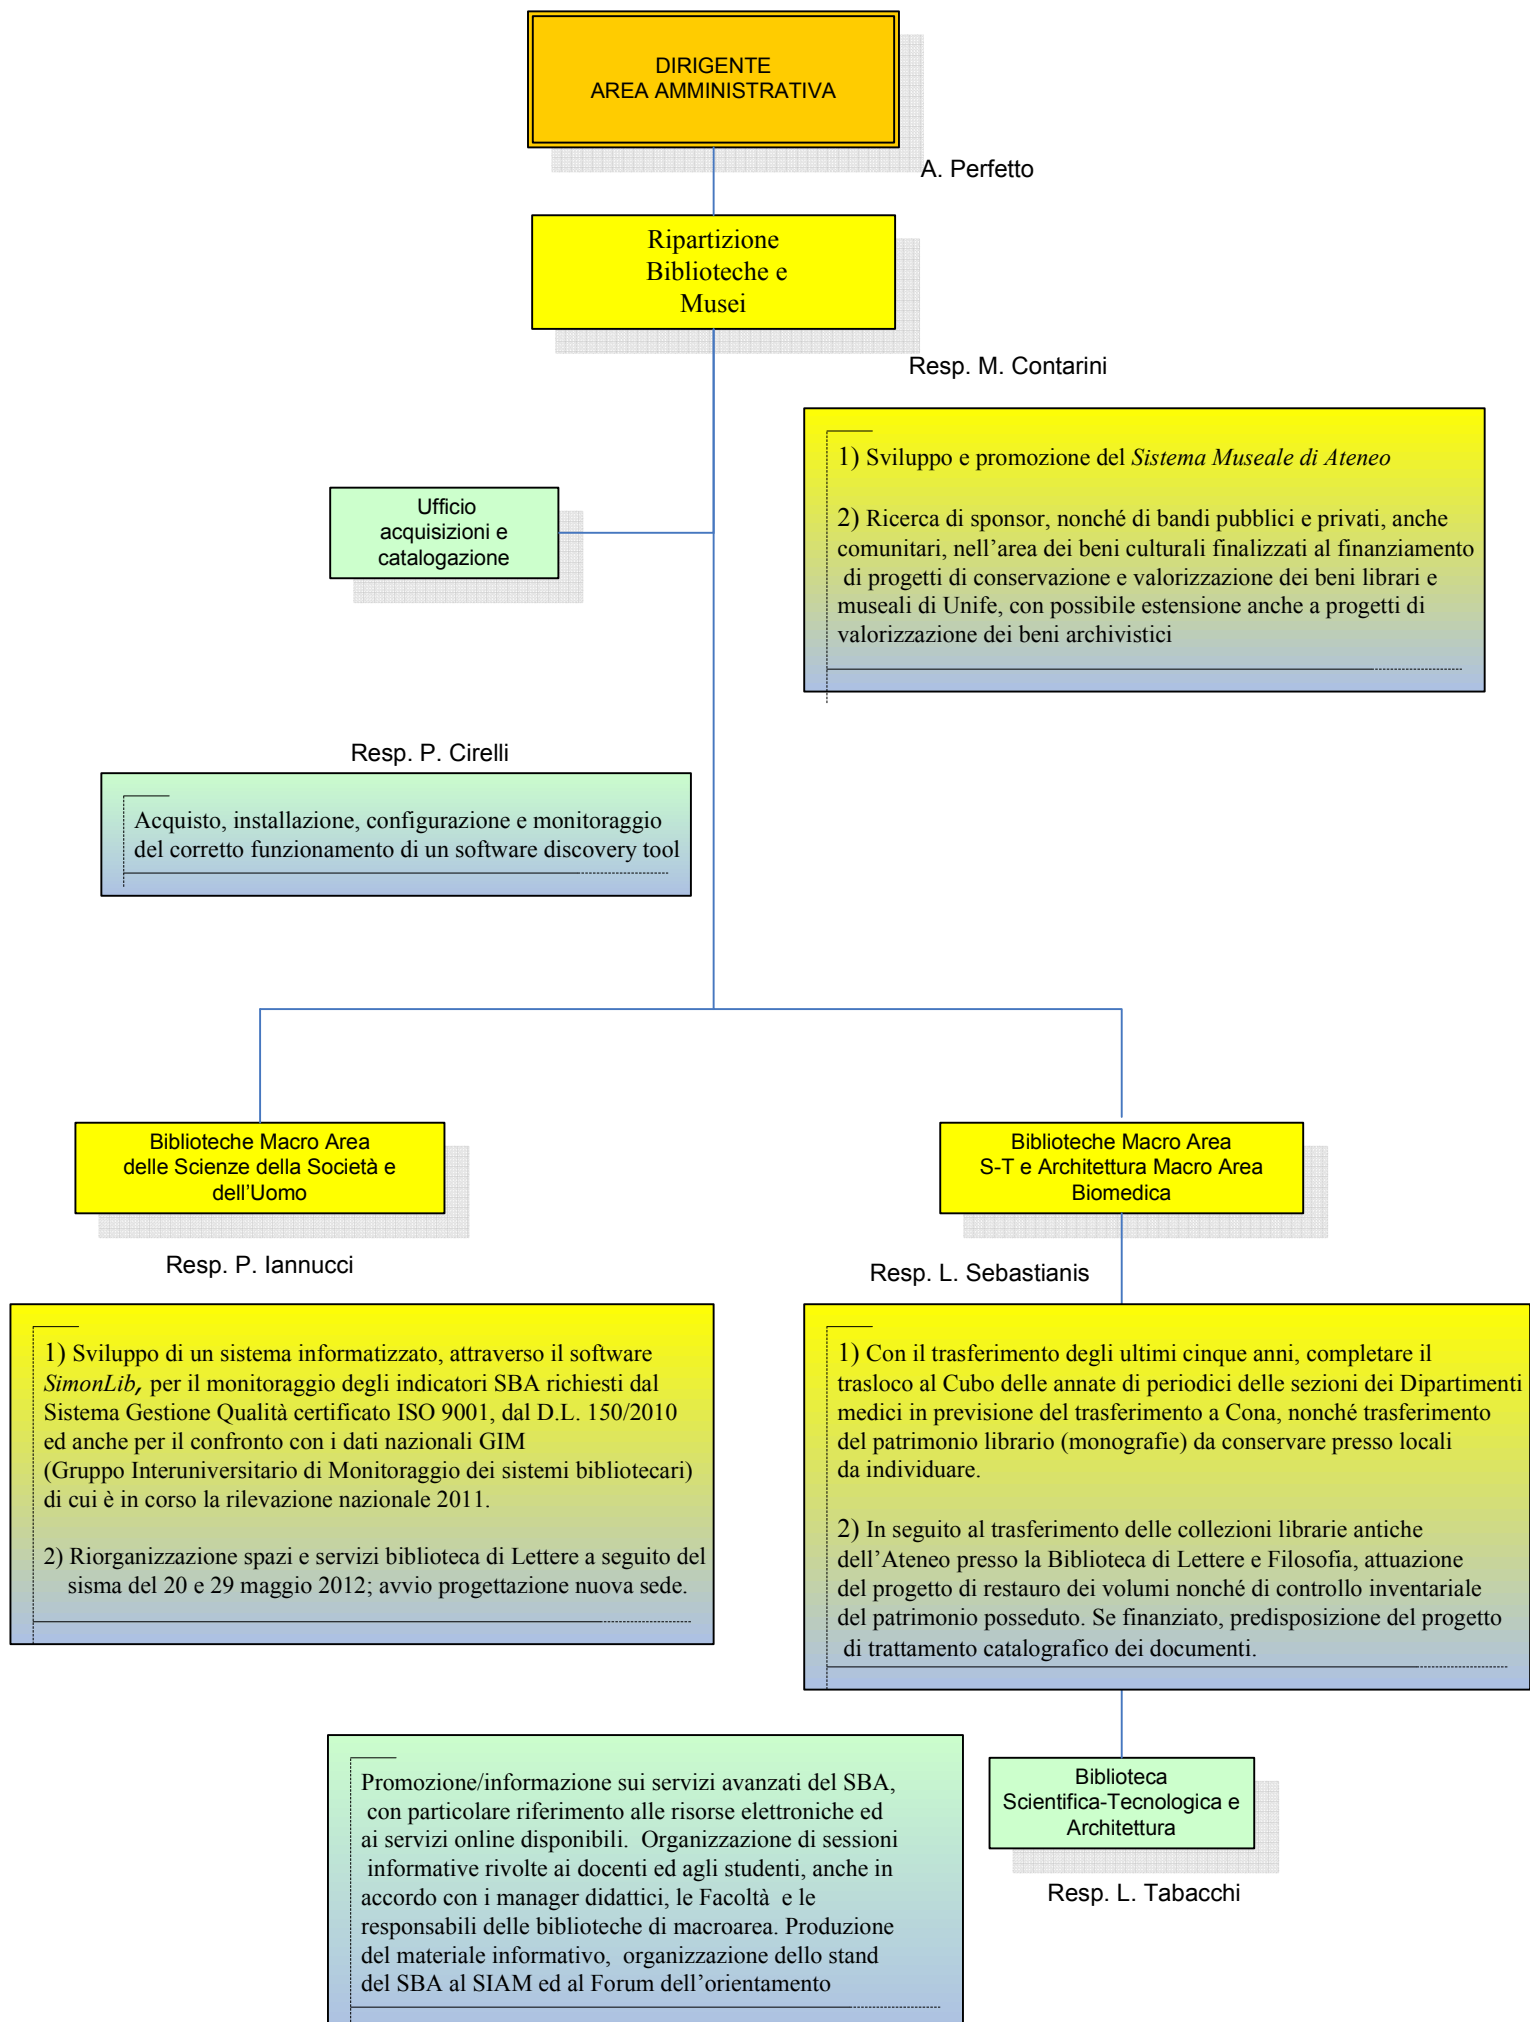 DIRIGENTE
AREA AMMINISTRATIVA
A. Perfetto
Ripartizione
Biblioteche e
Musei
Resp. M. Contarini
1) Sviluppo e promozione del Sistema Museale di Ateneo
2) Ricerca di sponsor, nonché di bandi pubblici e privati, anche
comunitari, nell’area dei beni culturali finalizzati al finanziamento
di progetti di conservazione e valorizzazione dei beni librari e
museali di Unife, con possibile estensione anche a progetti di
valorizzazione dei beni archivistici
Ufficio
acquisizioni e
catalogazione
Resp. P. Cirelli
Acquisto, installazione, configurazione e monitoraggio
del corretto funzionamento di un software discovery tool
Biblioteche Macro Area
delle Scienze della Società e
dell’Uomo
Resp. P. Iannucci
1) Sviluppo di un sistema informatizzato, attraverso il software
SimonLib, per il monitoraggio degli indicatori SBA richiesti dal
Sistema Gestione Qualità certificato ISO 9001, dal D.L. 150/2010
ed anche per il confronto con i dati nazionali GIM
(Gruppo Interuniversitario di Monitoraggio dei sistemi bibliotecari)
di cui è in corso la rilevazione nazionale 2011.
2) Riorganizzazione spazi e servizi biblioteca di Lettere a seguito del
sisma del 20 e 29 maggio 2012; avvio progettazione nuova sede.
Biblioteche Macro Area
S-T e Architettura Macro Area
Biomedica
Resp. L. Sebastianis
1) Con il trasferimento degli ultimi cinque anni, completare il
trasloco al Cubo delle annate di periodici delle sezioni dei Dipartimenti
medici in previsione del trasferimento a Cona, nonché trasferimento
del patrimonio librario (monografie) da conservare presso locali
da individuare.
2) In seguito al trasferimento delle collezioni librarie antiche
dell’Ateneo presso la Biblioteca di Lettere e Filosofia, attuazione
del progetto di restauro dei volumi nonché di controllo inventariale
del patrimonio posseduto. Se finanziato, predisposizione del progetto
di trattamento catalografico dei documenti.
Promozione/informazione sui servizi avanzati del SBA,
con particolare riferimento alle risorse elettroniche ed
ai servizi online disponibili. Organizzazione di sessioni
informative rivolte ai docenti ed agli studenti, anche in
accordo con i manager didattici, le Facoltà e le
responsabili delle biblioteche di macroarea. Produzione
del materiale informativo, organizzazione dello stand
del SBA al SIAM ed al Forum dell’orientamento
Biblioteca
Scientifica-Tecnologica e
Architettura
Resp. L. Tabacchi